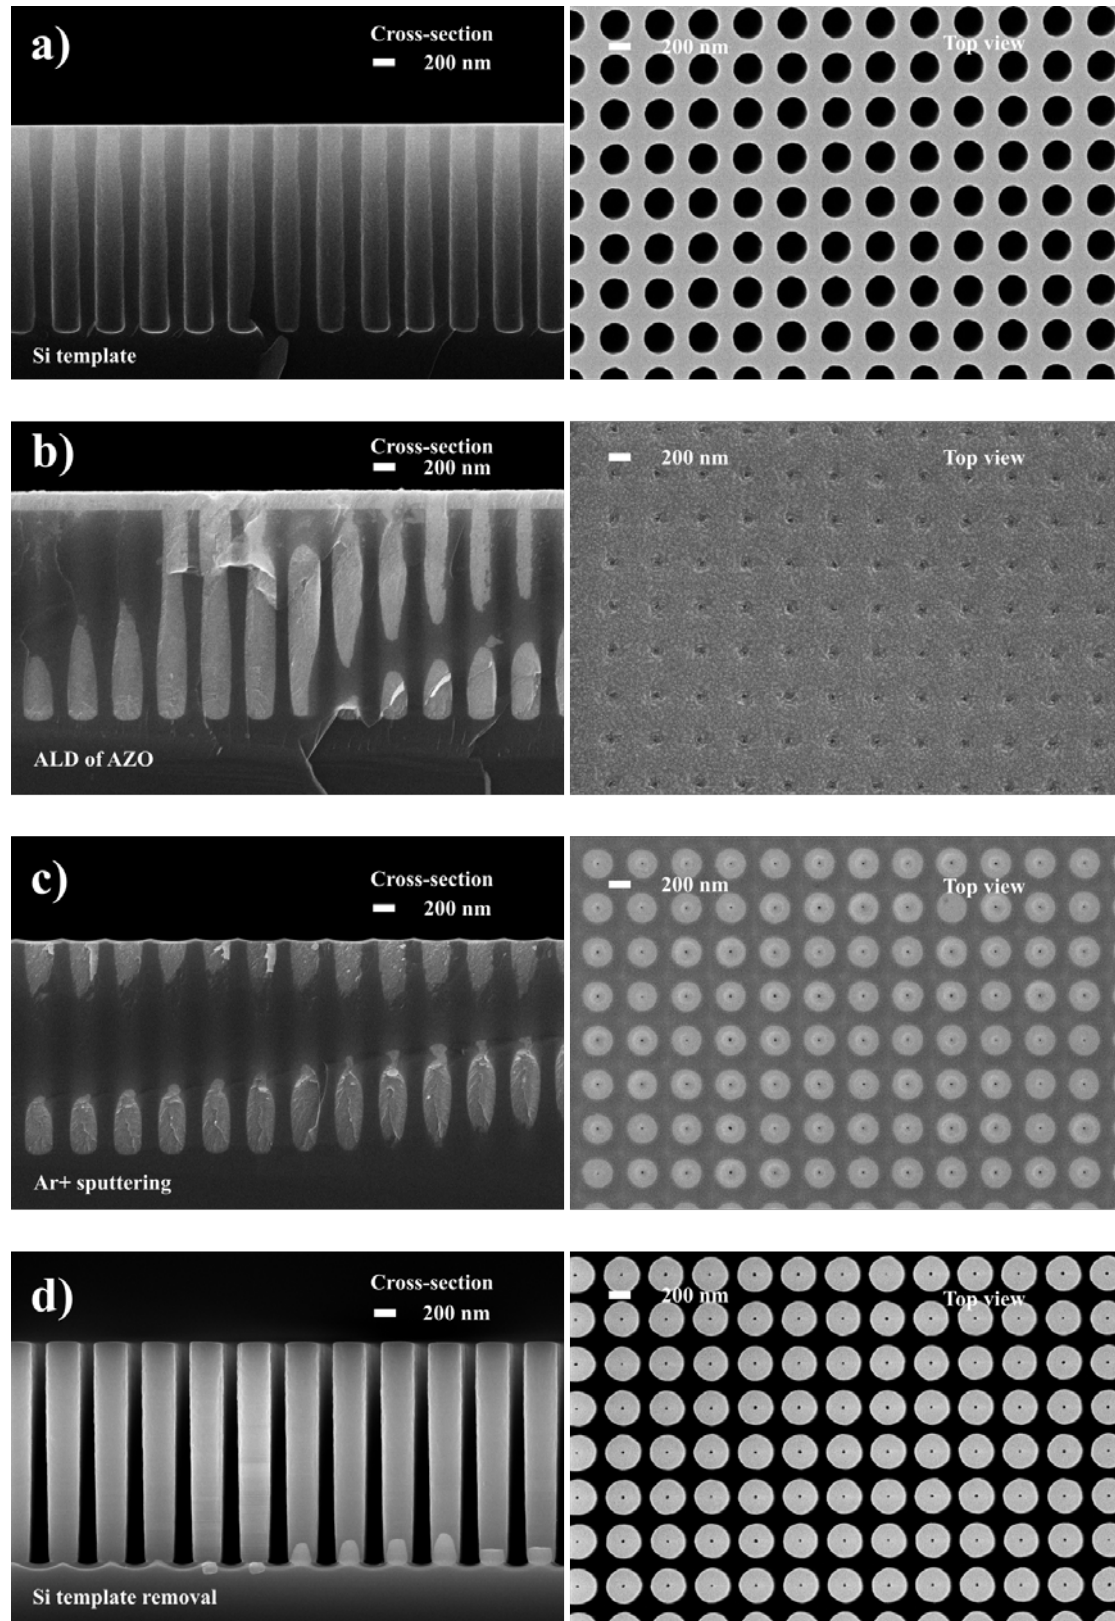 a)
Cross-section
200 nm
Si template
200 nm
Top view
b)
Cross-section
200 nm
ALD of AZO
200 nm
Top view
c)
Cross-section
200 nm
Ar+ sputtering
200 nm
Top view
d)
Cross-section
200 nm
Si template removal
200 nm
Top view